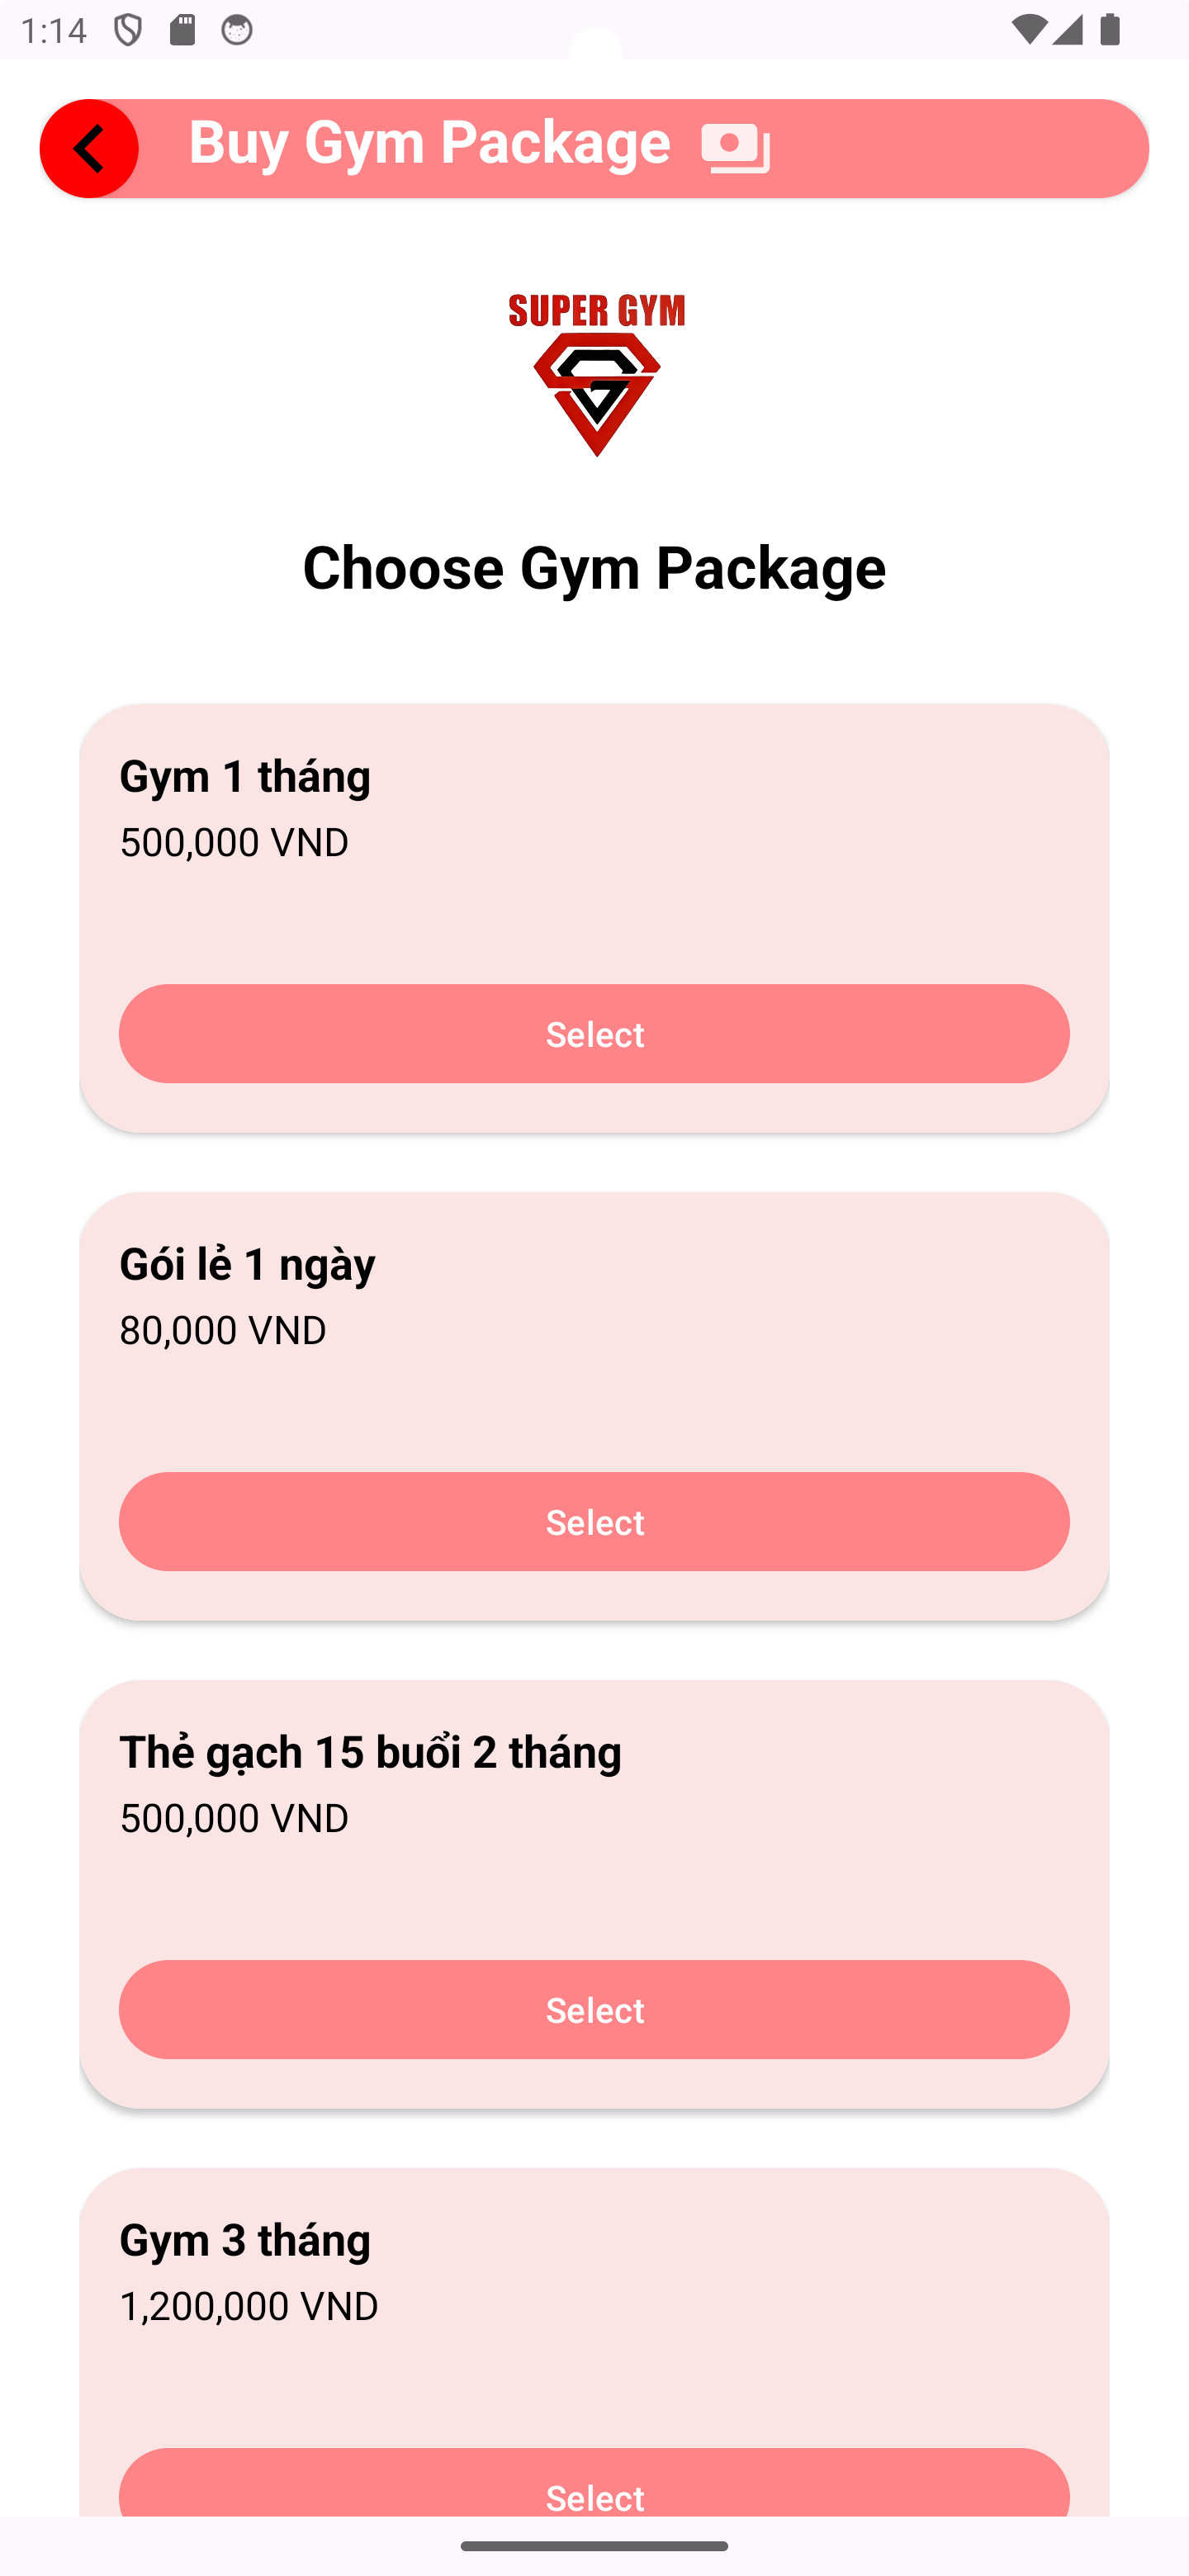 1:14
Buy Gym Package
SUPER GYM
Choose Gym Package
Gym 1 tháng
500,000 VND
Select
Gói lẻ 1 ngày
80,000 VND
Select
Thẻ gạch 15 buổi 2 tháng
500,000 VND
Select
Gym 3 tháng
1,200,000 VND
Select